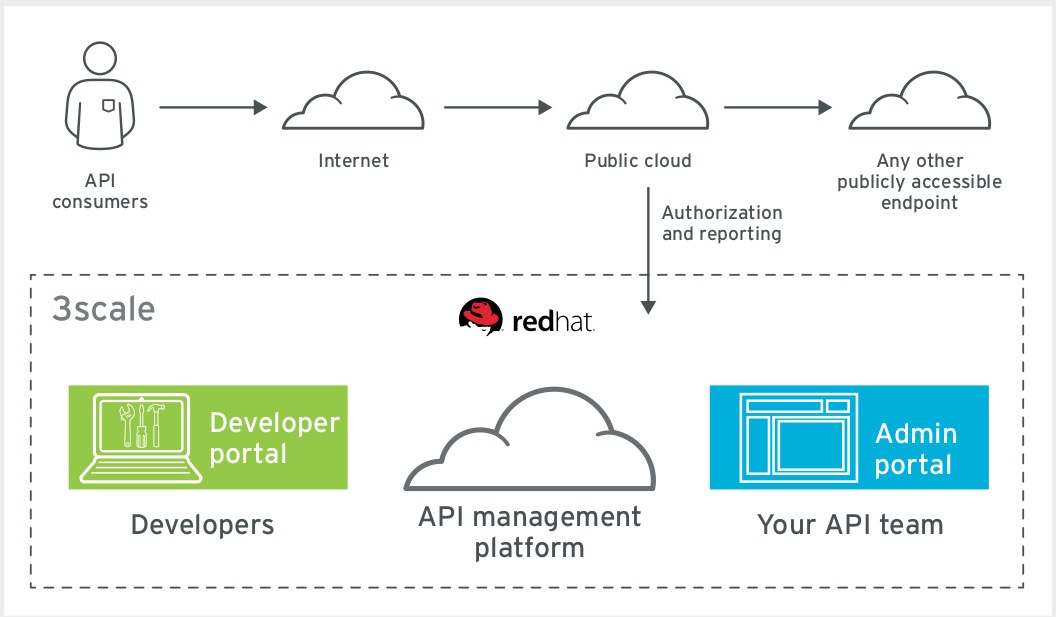 API
consumers
Internet
Public cloud
Any other
publicly accessible
endpoint
Authorization
and reporting
3scale
redhat.
Developer
portal
Admin
portal
Developers
API management
platform
Your API team